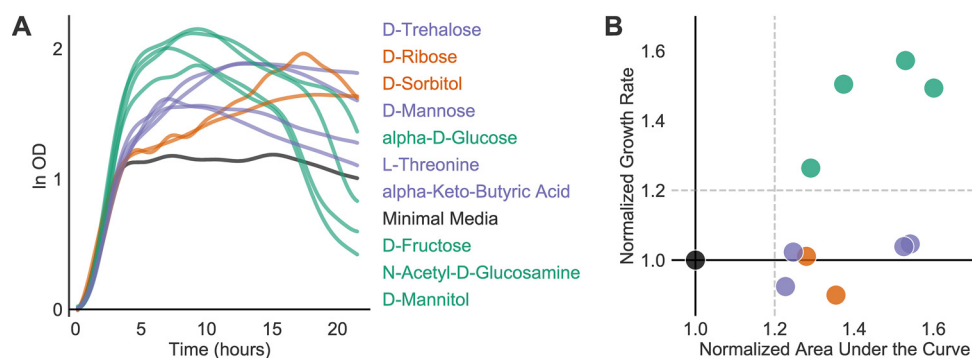 A
ln OD
2
1
0
0
5
10
15
20
Time (hours)
D-Trehalose
D-Ribose
D-Sorbitol
D-Mannose
alpha-D-Glucose
L-Threonine
alpha-Keto-Butyric Acid
Minimal Media
D-Fructose
N-Acetyl-D-Glucosamine
D-Mannitol
B
Normalized Growth Rate
1.6
1.4
1.2
1.0
1.0
1.2
1.4
1.6
Normalized Area Under the Curve